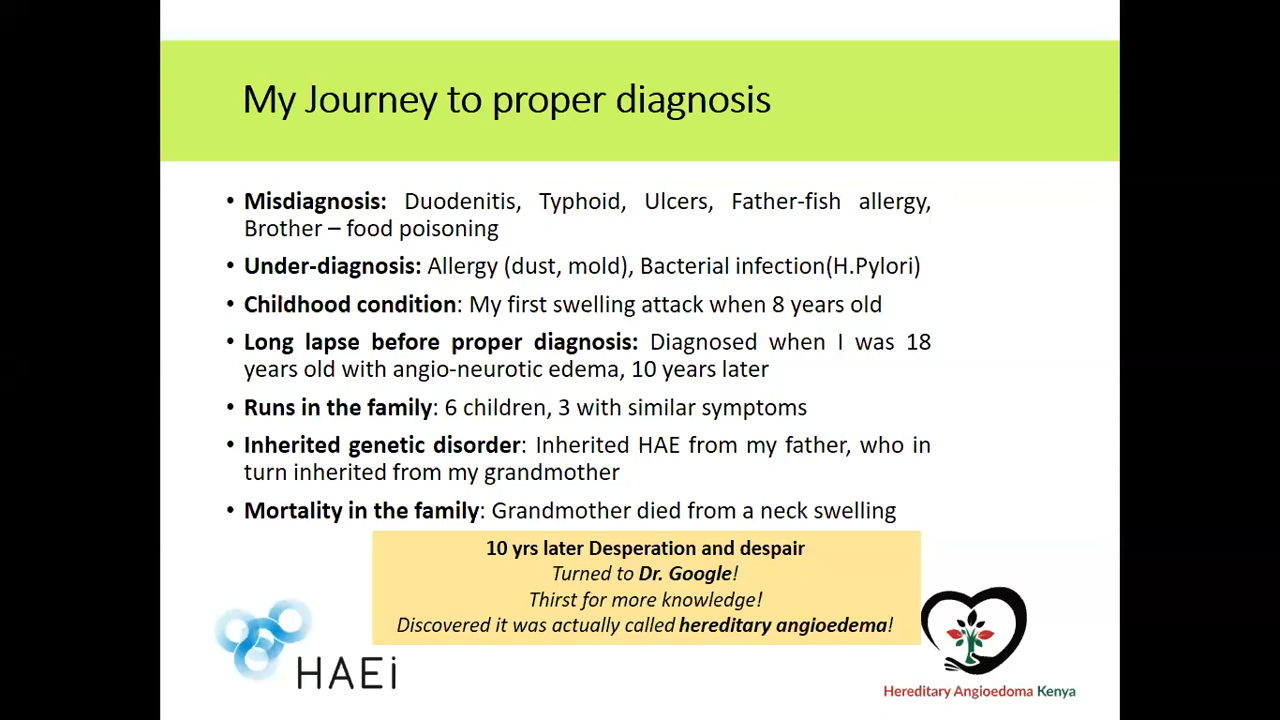 My Journey to proper diagnosis
• Misdiagnosis: Duodenitis, Typhoid, Ulcers, Father-fish allergy,
Brother – food poisoning
• Under-diagnosis: Allergy (dust, mold), Bacterial infection(H.Pylori)
• Childhood condition: My first swelling attack when 8 years old
• Long lapse before proper diagnosis: Diagnosed when I was 18
years old with angio-neurotic edema, 10 years later
• Runs in the family: 6 children, 3 with similar symptoms
• Inherited genetic disorder: Inherited HAE from my father, who in
turn inherited from my grandmother
• Mortality in the family: Grandmother died from a neck swelling
10 yrs later Desperation and despair
Turned to Dr. Google!
Thirst for more knowledge!
Discovered it was actually called hereditary angioedema!
HAEi
Hereditary Angioedoma Kenya